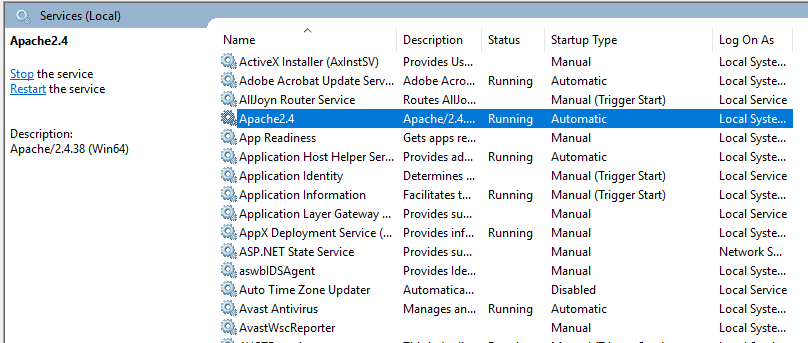 Services (Local)
Apache2.4
Stop the service
Restart the service
Description:
Apache/2.4.38 (Win64)
Name Description Status Startup Type Log On As
ActiveX Installer (AxInstSV) Provides Us... Manual Local Syste...
Adobe Acrobat Update Serv... Adobe Acro... Running Automatic Local Syste...
AllJoyn Router Service Routes AllJo... Manual (Trigger Start) Local Service
Apache2.4 Apache/2.4.... Running Automatic Local Syste...
App Readiness Gets apps re... Manual Local Syste...
Application Host Helper Ser... Provides ad... Running Automatic Local Syste...
Application Identity Determines ... Manual (Trigger Start) Local Service
Application Information Facilitates t... Running Manual (Trigger Start) Local Syste...
Application Layer Gateway ... Provides su... Manual Local Service
AppX Deployment Service (... Provides inf... Running Manual Local Syste...
ASP.NET State Service Provides su... Manual Network S...
aswbIDSAgent Provides Ide... Manual Local Syste...
Auto Time Zone Updater Automatica... Disabled Local Service
Avast Antivirus Manages an... Running Automatic Local Syste...
AvastWscReporter Manual Local Syste...